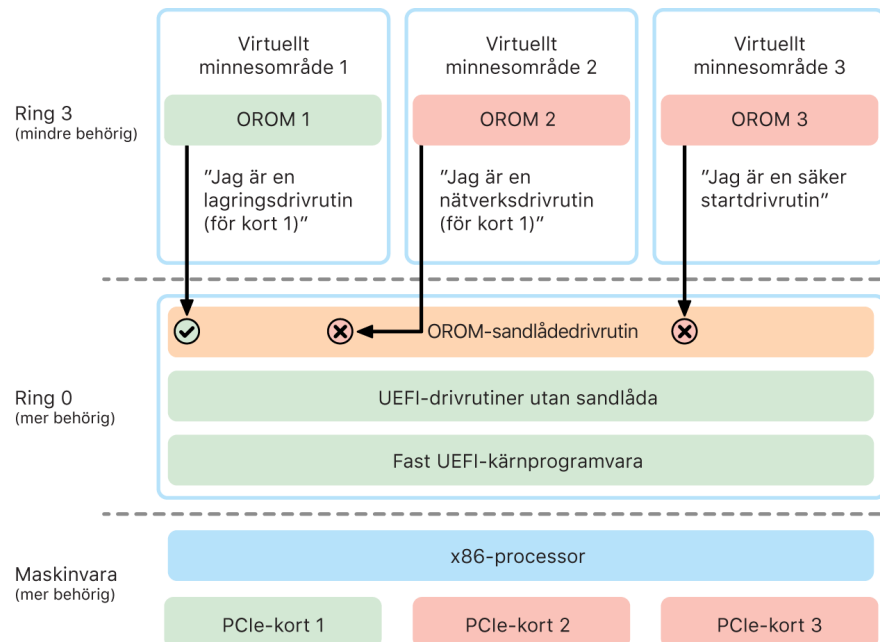 Virtuellt
minnesområde 1
Virtuellt
minnesområde 2
Virtuellt
minnesområde 3
Ring 3
(mindre behörig)
OROM 1
OROM 2
OROM 3
”Jag är en
lagringsdrivrutin
(för kort 1)”
”Jag är en
nätverksdrivrutin
(för kort 1)”
”Jag är en säker
startdrivrutin”
OROM-sandlådedrivrutin
Ring 0
(mer behörig)
UEFI-drivrutiner utan sandlåda
Fast UEFI-kärnprogramvara
Maskinvara
(mer behörig)
x86-processor
PCIe-kort 1
PCIe-kort 2
PCIe-kort 3